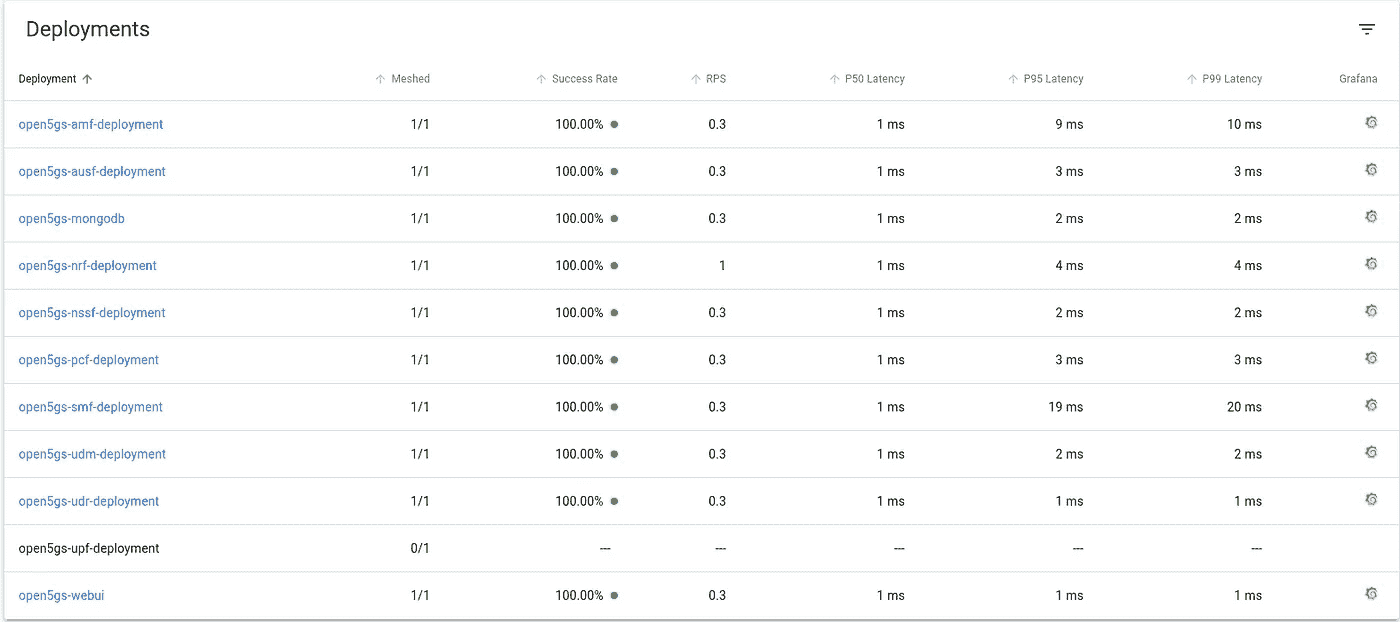 Deployments
Deployment Meshed Success Rate RPS P50 Latency P95 Latency P99 Latency Grafana
open5gs-amf-deployment 1/1 100.00% 0.3 1 ms 9 ms 10 ms
open5gs-ausf-deployment 1/1 100.00% 0.3 1 ms 3 ms 3 ms
open5gs-mongodb 1/1 100.00% 0.3 1 ms 2 ms 2 ms
open5gs-nrf-deployment 1/1 100.00% 1 1 ms 4 ms 4 ms
open5gs-nssf-deployment 1/1 100.00% 0.3 1 ms 2 ms 2 ms
open5gs-pcf-deployment 1/1 100.00% 0.3 1 ms 3 ms 3 ms
open5gs-smf-deployment 1/1 100.00% 0.3 1 ms 19 ms 20 ms
open5gs-udm-deployment 1/1 100.00% 0.3 1 ms 2 ms 2 ms
open5gs-udr-deployment 1/1 100.00% 0.3 1 ms 1 ms 1 ms
open5gs-upf-deployment 0/1 --- --- --- --- ---
open5gs-webui 1/1 100.00% 0.3 1 ms 1 ms 1 ms